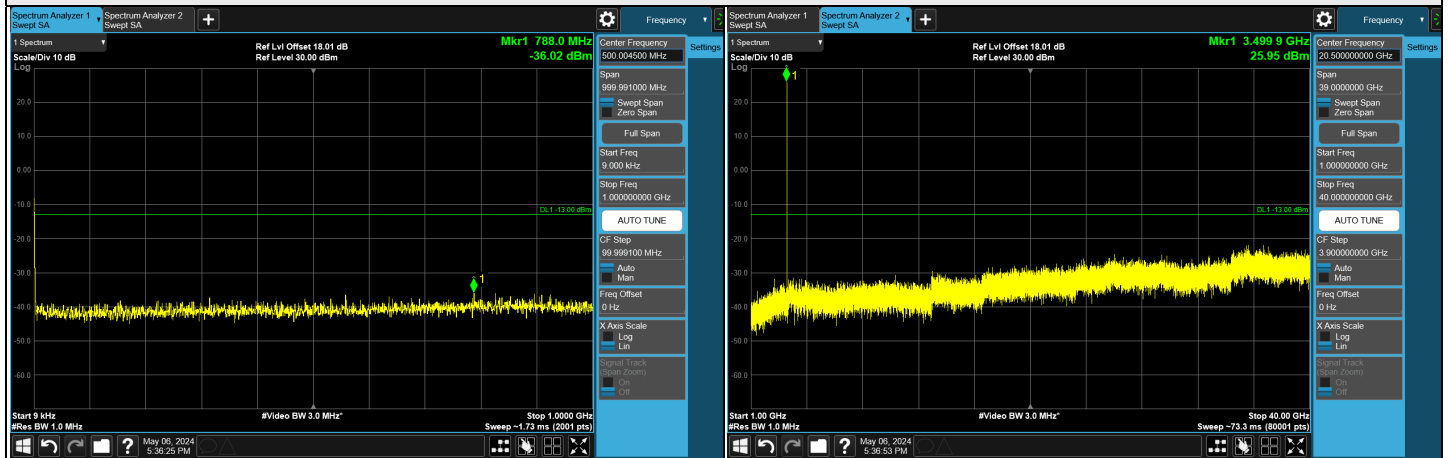 Spectrum Analyzer 1
Swept SA
Spectrum Analyzer 2
Swept SA
Frequency
1 Spectrum
Scale/Div 10 dB
Log
Ref Lvl Offset 18.01 dB
Ref Level 30.00 dBm
Mkr1 788.0 MHz
-36.02 dBm
20.0
10.0
0.00
-10.0
-20.0
-30.0
-40.0
-50.0
-60.0
DL1 -13.00 dBm
1
Start 9 kHz
#Res BW 1.0 MHz
#Video BW 3.0 MHz*
Stop 1.0000 GHz
Sweep ~1.73 ms (2001 pts)
Center Frequency
500.004500 MHz
Settings
Span
999.991000 MHz
Swept Span
Zero Span
Full Span
Start Freq
9.000 kHz
Stop Freq
1.000000000 GHz
AUTO TUNE
CF Step
99.999100 MHz
Auto
Man
Freq Offset
0 Hz
X Axis Scale
Log
Lin
Signal Track
(Span Zoom)
On
Off
?
May 06, 2024
5:36:25 PM
Spectrum Analyzer 1
Swept SA
Spectrum Analyzer 2
Swept SA
Frequency
1 Spectrum
Scale/Div 10 dB
Log
Ref Lvl Offset 18.01 dB
Ref Level 30.00 dBm
Mkr1 3.499 9 GHz
25.95 dBm
20.0
10.0
0.00
-10.0
-20.0
-30.0
-40.0
-50.0
-60.0
DL1 -13.00 dBm
1
Start 1.00 GHz
#Res BW 1.0 MHz
#Video BW 3.0 MHz*
Stop 40.00 GHz
Sweep ~73.3 ms (80001 pts)
Center Frequency
20.500000000 GHz
Settings
Span
39.0000000 GHz
Swept Span
Zero Span
Full Span
Start Freq
1.000000000 GHz
Stop Freq
40.000000000 GHz
AUTO TUNE
CF Step
3.900000000 GHz
Auto
Man
Freq Offset
0 Hz
X Axis Scale
Log
Lin
Signal Track
(Span Zoom)
On
Off
?
May 06, 2024
5:36:53 PM